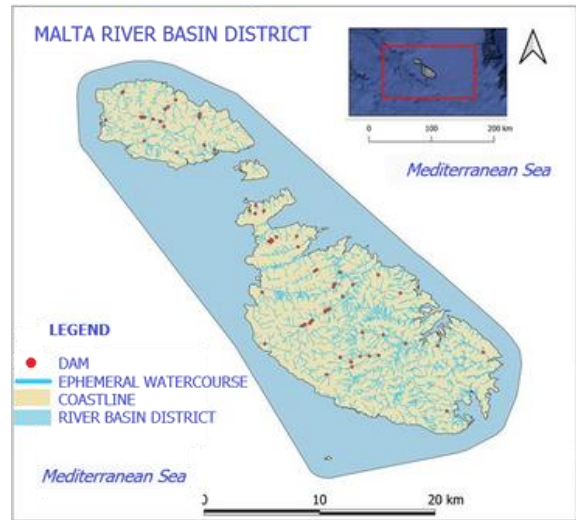 MALTA RIVER BASIN DISTRICT
0 100 200 km
Mediterranean Sea
LEGEND
DAM
EPHEMERAL WATERCOURSE
COASTLINE
RIVER BASIN DISTRICT
Mediterranean Sea
0 10 20 km